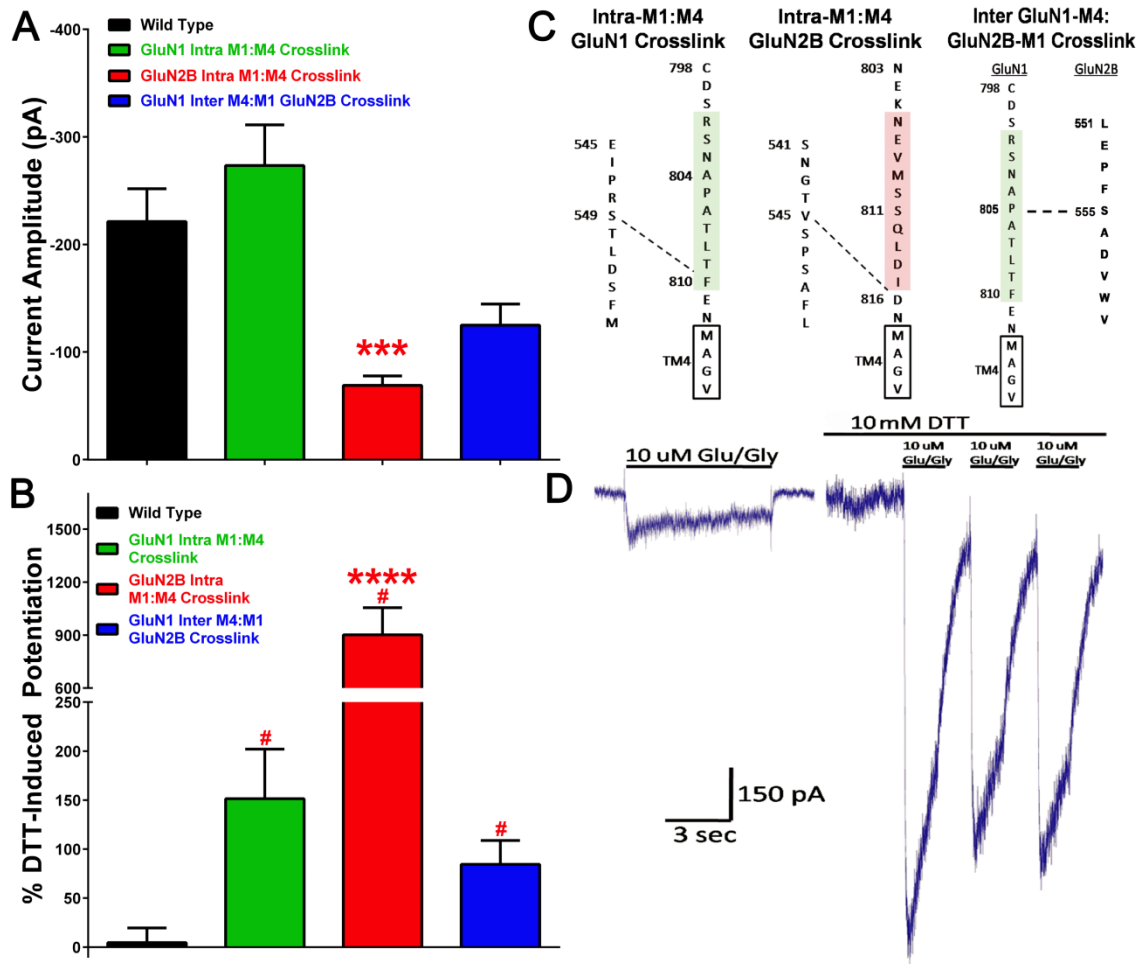 A
Current Amplitude (pA)
-400
-300
-200
-100
0
Wild Type
GluN1 Intra M1:M4 Crosslink
GluN2B Intra M1:M4 Crosslink
GluN1 Inter M4:M1 GluN2B Crosslink
***
B
% DTT-Induced Potentiation
1500
1200
900
600
250
200
150
100
50
0
Wild Type
GluN1 Intra M1:M4
Crosslink
GluN2B Intra
M1:M4 Crosslink
GluN1 Inter M4:M1
GluN2B Crosslink
#
****
#
#
C
Intra-M1:M4
GluN1 Crosslink
545 E
I
P
R
549 S
T
L
D
S
F
M
798 C
D
S
R
S
N
804 A
P
A
T
L
T
810 F
E
N
M
TM4 A
G
V
Intra-M1:M4
GluN2B Crosslink
541 S
N
G
T
545 V
S
P
S
A
F
L
803 N
E
K
N
E
V
M
S
811 S
Q
L
D
I
816 D
N
M
TM4 A
G
V
Inter GluN1-M4:
GluN2B-M1 Crosslink
GluN1
798 C
D
S
R
S
N
A
805 P
A
T
L
T
810 F
E
N
M
TM4 A
G
V
GluN2B
551 L
E
P
F
555 S
A
D
V
W
V
D
10 uM Glu/Gly
10 mM DTT
10 uM
Glu/Gly
10 uM
Glu/Gly
10 uM
Glu/Gly
150 pA
3 sec